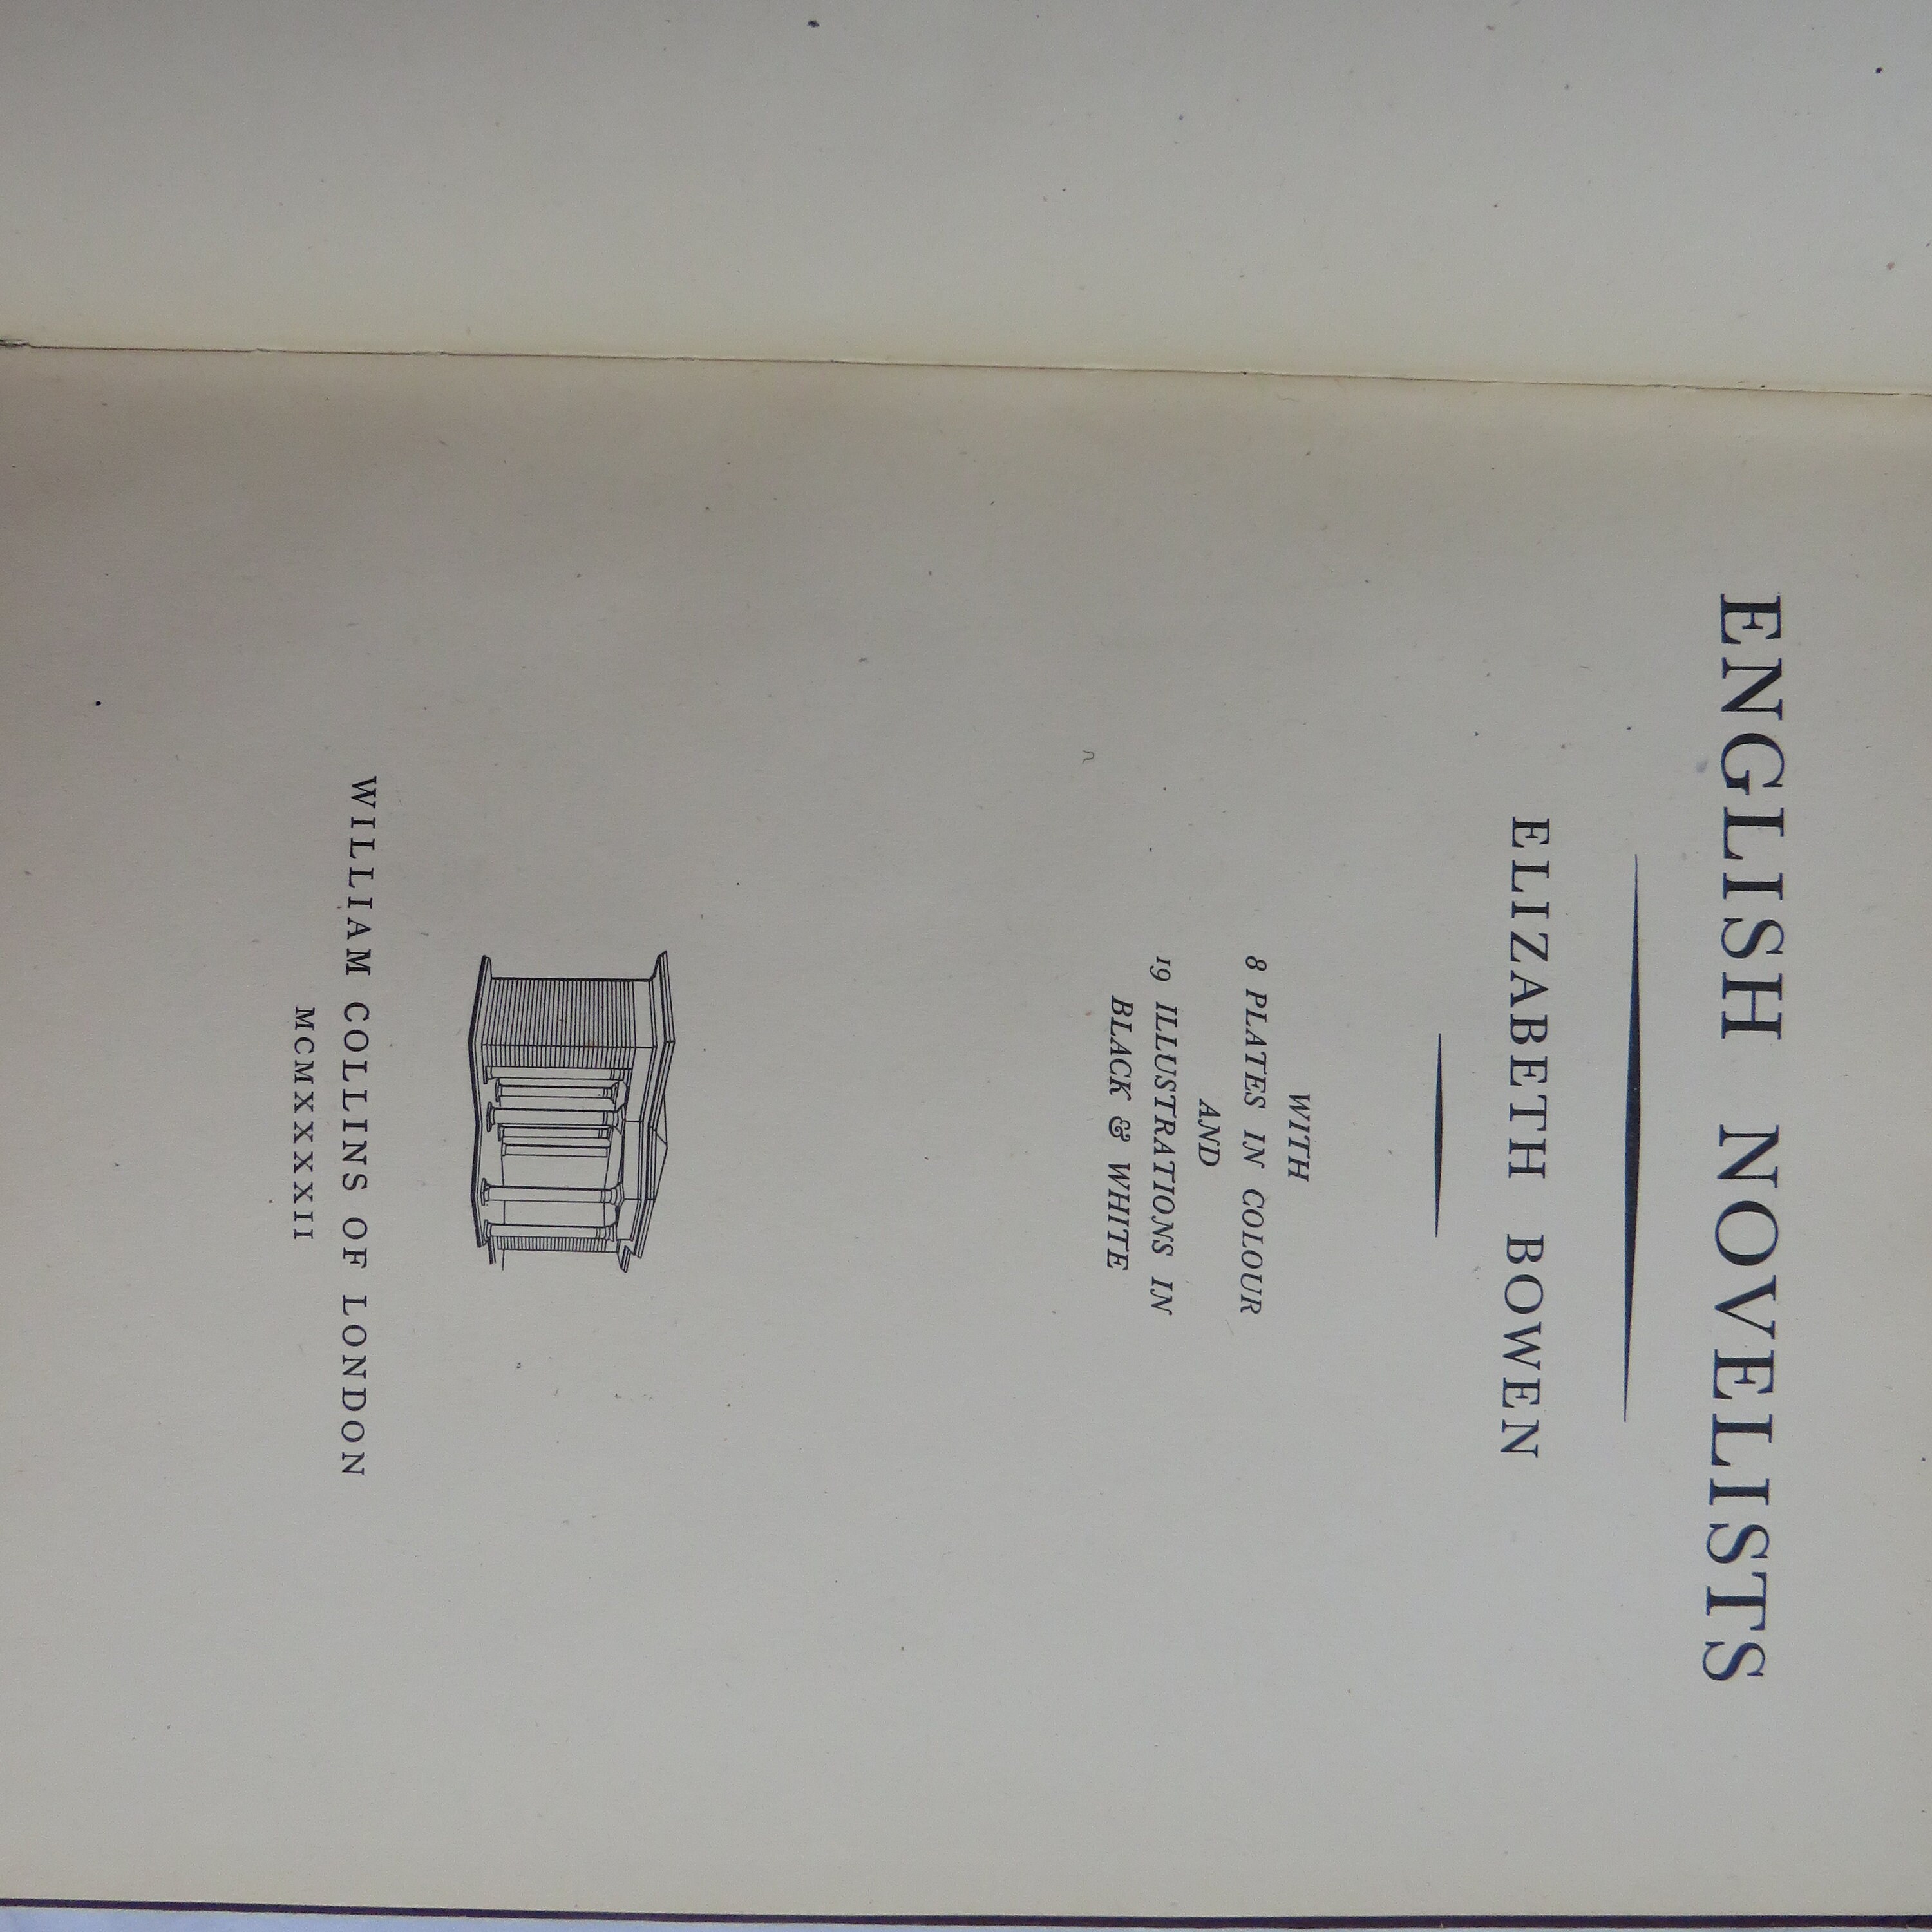 ENGLISH NOVELISTS
ELIZABETH BOWEN
WITH
8 PLATES IN COLOUR
AND
19 ILLUSTRATIONS IN
BLACK & WHITE
WILLIAM COLLINS OF LONDON
MCMXXXXII